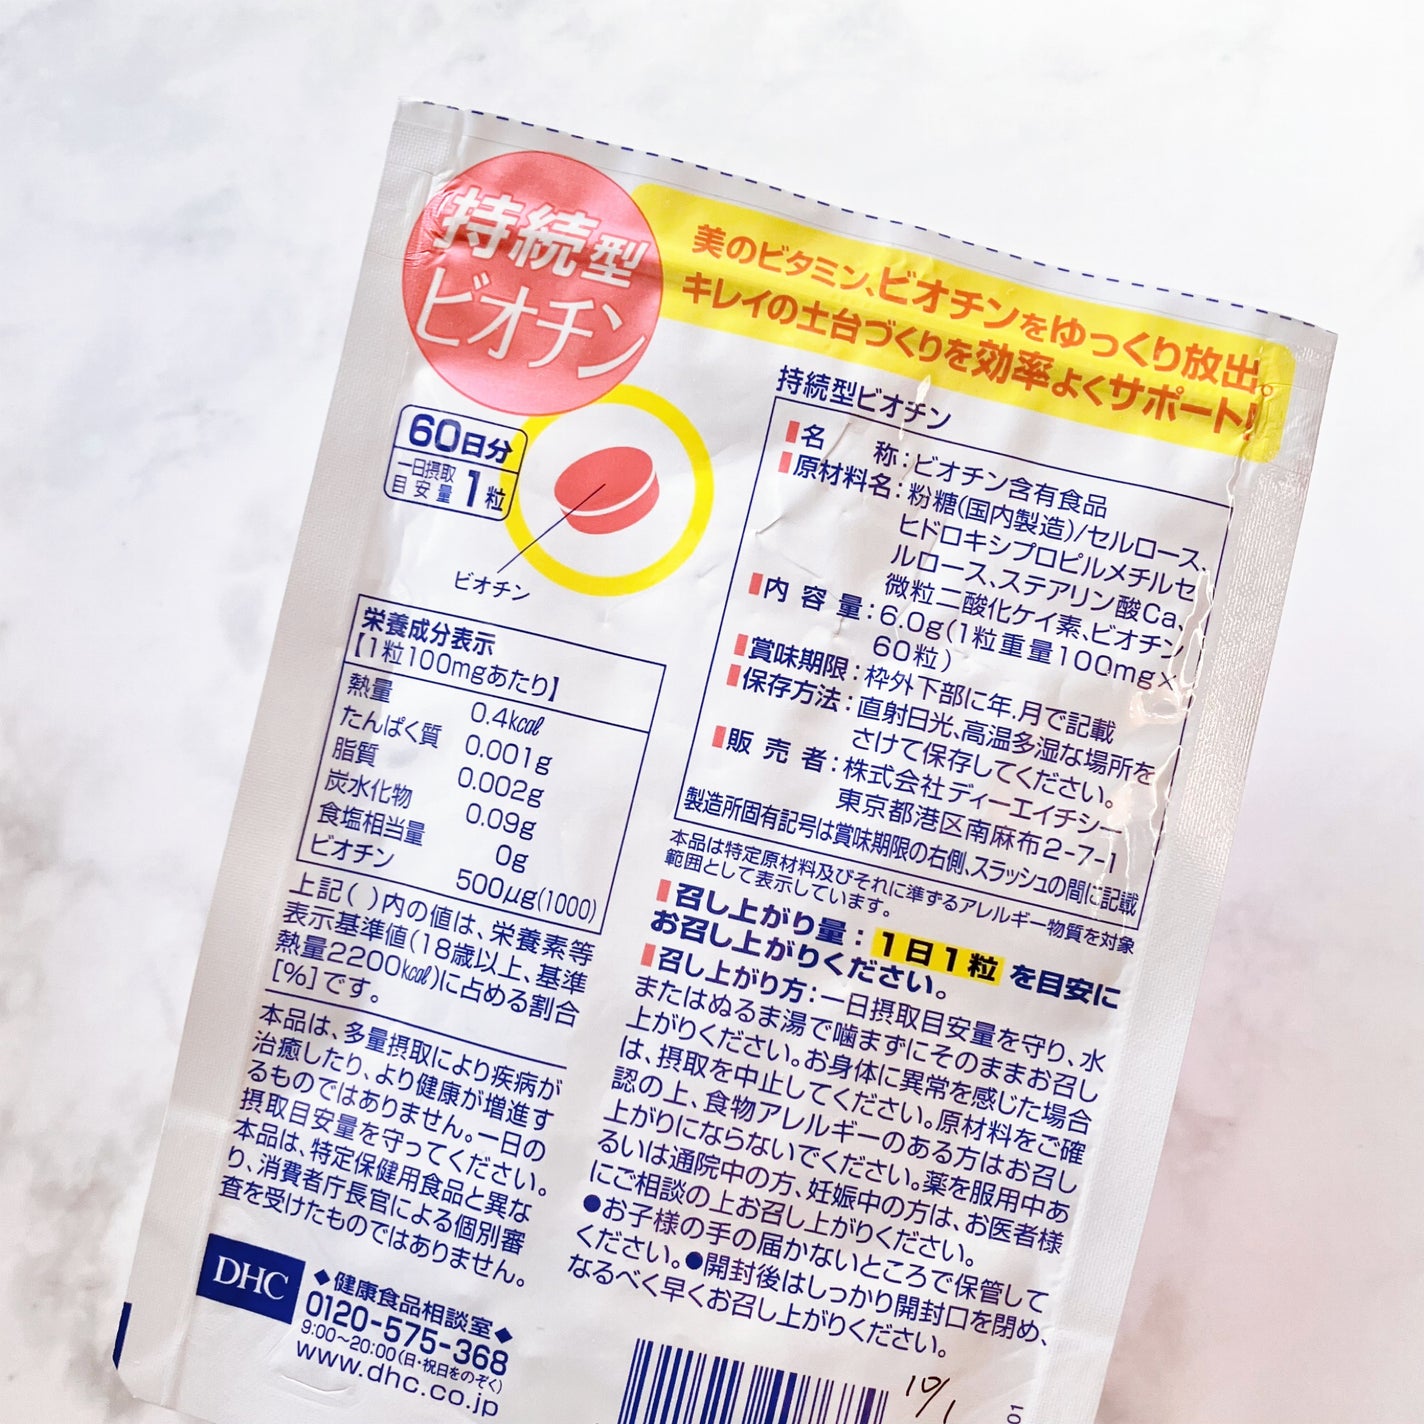 持続型
ビオチン
美のビタミン、ビオチンをゆっくり放出。
キレイの土台づくりを効率よくサポート!
60日分
一日摂取
目安量 1粒
ビオチン
栄養成分表示
【1粒100mgあたり】
熱量 0.4kcal
たんぱく質 0.001g
脂質 0.002g
炭水化物 0.09g
食塩相当量 0g
ビオチン 500μg(1000)
上記( )内の値は、栄養素等
表示基準値(18歳以上、基準
熱量2200kcal)に占める割合
[%]です。
本品は、多量摂取により疾病が
治癒したり、より健康が増進す
るものではありません。一日の
摂取目安量を守ってください。
本品は、特定保健用食品と異な
り、消費者庁長官による個別審
査を受けたものではありません。
DHC
◆健康食品相談室◆
0120-575-368
9:00〜20:00(日・祝日をのぞく)
www.dhc.co.jp
持続型ビオチン
名 称:ビオチン含有食品
原材料名:粉糖(国内製造)/セルロース、
ヒドロキシプロピルメチルセ
ルロース、ステアリン酸Ca、
微粒二酸化ケイ素、ビオチン
内容量:6.0g(1粒重量100mg×
60粒)
賞味期限:枠外下部に年.月で記載
保存方法:直射日光、高温多湿な場所を
さけて保存してください。
販売者:株式会社ディーエイチシー
東京都港区南麻布2-7-1
製造所固有記号は賞味期限の右側、スラッシュの間に記載
本品は特定原材料及びそれに準ずるアレルギー物質を対象
範囲として表示しています。
召し上がり量:1日1粒を目安に
お召し上がりください。
召し上がり方:一日摂取目安量を守り、水
またはぬるま湯で噛まずにそのままお召し
上がりください。お身体に異常を感じた場合
は、摂取を中止してください。原材料をご確
認の上、食物アレルギーのある方はお召し
上がりにならないでください。薬を服用中あ
るいは通院中の方、妊娠中の方は、お医者様
にご相談の上お召し上がりください。
●お子様の手の届かないところで保管して
ください。●開封後はしっかり開封口を閉め、
なるべく早くお召し上がりください。
10/1
01